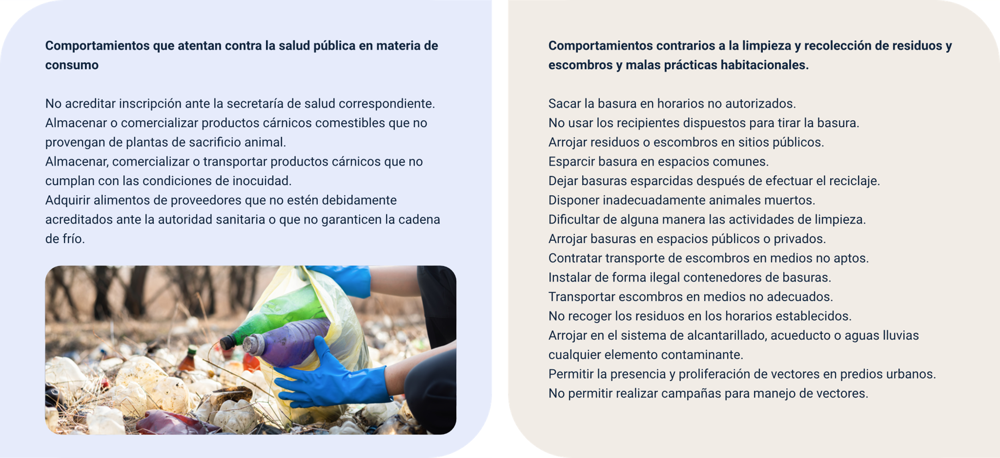 Comportamientos que atentan contra la salud pública en materia de
consumo
No acreditar inscripción ante la secretaría de salud correspondiente.
Almacenar o comercializar productos cárnicos comestibles que no
provengan de plantas de sacrificio animal.
Almacenar, comercializar o transportar productos cárnicos que no
cumplan con las condiciones de inocuidad.
Adquirir alimentos de proveedores que no estén debidamente
acreditados ante la autoridad sanitaria o que no garanticen la cadena
de frío.
Comportamientos contrarios a la limpieza y recolección de residuos y
escombros y malas prácticas habitacionales.
Sacar la basura en horarios no autorizados.
No usar los recipientes dispuestos para tirar la basura.
Arrojar residuos o escombros en sitios públicos.
Esparcir basura en espacios comunes.
Dejar basuras esparcidas después de efectuar el reciclaje.
Disponer inadecuadamente animales muertos.
Dificultar de alguna manera las actividades de limpieza.
Arrojar basuras en espacios públicos o privados.
Contratar transporte de escombros en medios no aptos.
Instalar de forma ilegal contenedores de basuras.
Transportar escombros en medios no adecuados.
No recoger los residuos en los horarios establecidos.
Arrojar en el sistema de alcantarillado, acueducto o aguas lluvias
cualquier elemento contaminante.
Permitir la presencia y proliferación de vectores en predios urbanos.
No permitir realizar campañas para manejo de vectores.